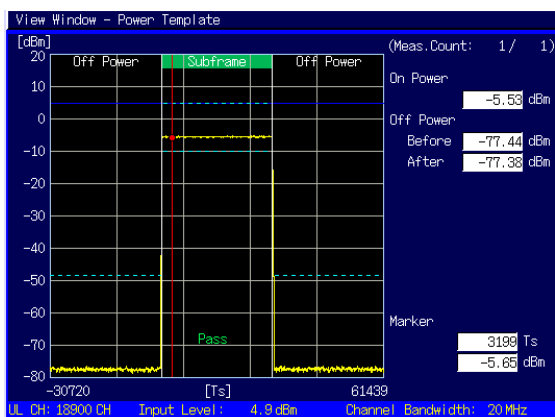 View Window - Power Template
[dBm]
20
10
0
-10
-20
-30
-40
-50
-60
-70
-80
Off Power
Subframe
Off Power
Pass
-30720
[Ts]
61439
(Meas.Count: 1/ 1)
On Power
-5.53 dBm
Off Power
Before -77.44 dBm
After -77.38 dBm
Marker
3199 Ts
-5.65 dBm
UL CH: 18900 CH Input Level: 4.9 dBm Channel Bandwidth: 20 MHz